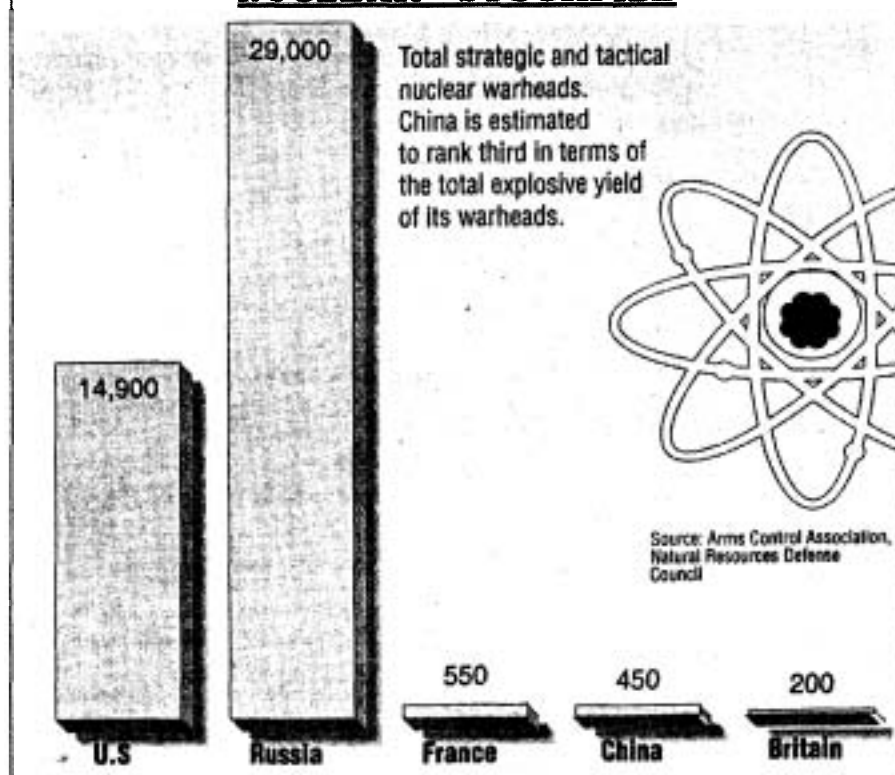 29,000
Total strategic and tactical
nuclear warheads.
China is estimated
to rank third in terms of
the total explosive yield
of its warheads.
14,900
Source: Arms Control Association,
Natural Resources Defense
Council
550
450
200
U.S
Russia
France
China
Britain